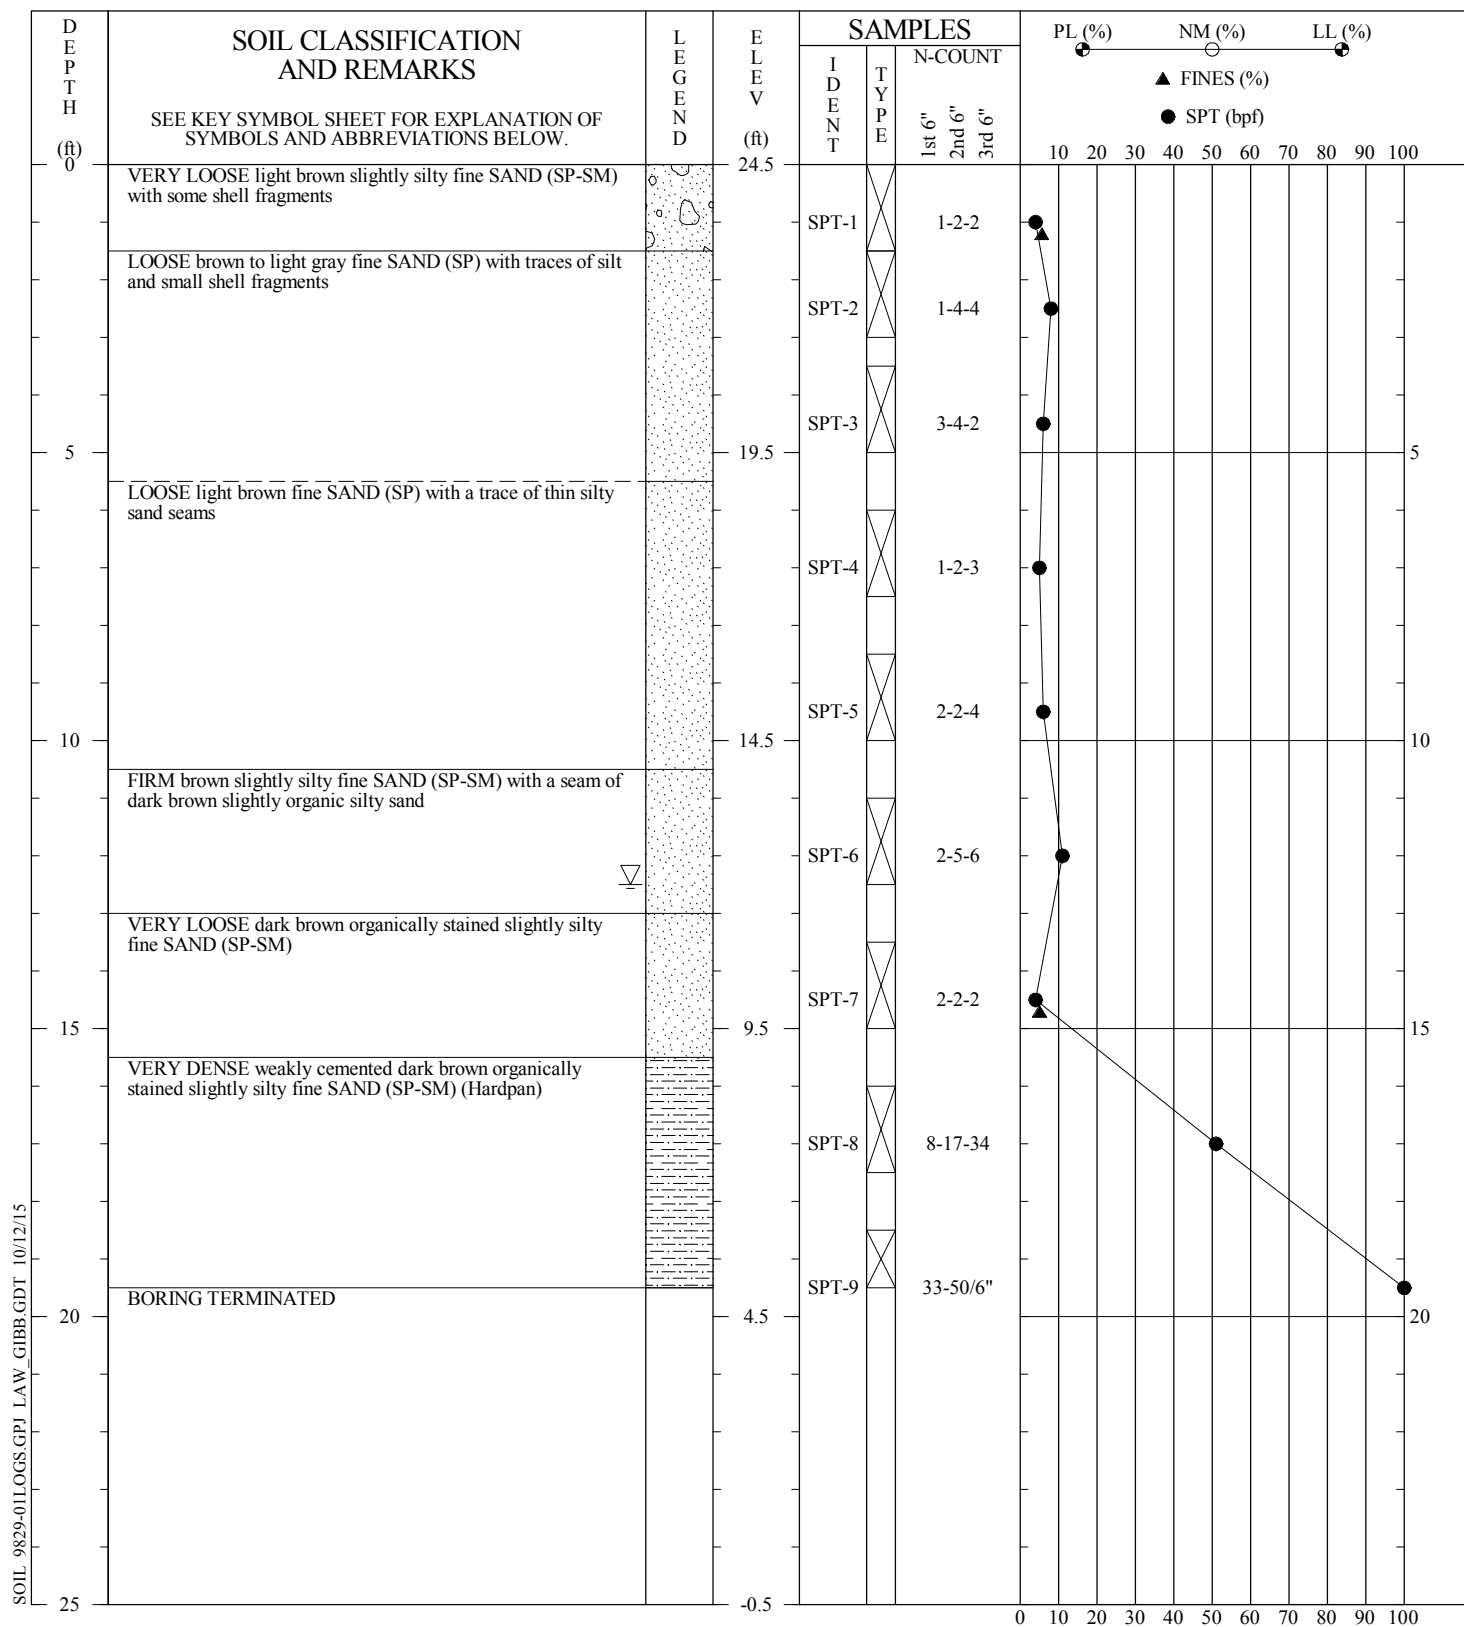 DEPTH
(ft)
SOIL CLASSIFICATION
AND REMARKS
SEE KEY SYMBOL SHEET FOR EXPLANATION OF
SYMBOLS AND ABBREVIATIONS BELOW.
LEGEND
ELEV
(ft)
SAMPLES
IDENT
TYPE
N-COUNT
1st 6"
2nd 6"
3rd 6"
PL (%) NM (%) LL (%)
FINES (%)
SPT (bpf)
10 20 30 40 50 60 70 80 90 100
0
24.5
VERY LOOSE light brown slightly silty fine SAND (SP-SM)
with some shell fragments
SPT-1 1-2-2
LOOSE brown to light gray fine SAND (SP) with traces of silt
and small shell fragments
SPT-2 1-4-4
SPT-3 3-4-2
5 19.5 5
LOOSE light brown fine SAND (SP) with a trace of thin silty
sand seams
SPT-4 1-2-3
SPT-5 2-2-4
10 14.5 10
FIRM brown slightly silty fine SAND (SP-SM) with a seam of
dark brown slightly organic silty sand
SPT-6 2-5-6
VERY LOOSE dark brown organically stained slightly silty
fine SAND (SP-SM)
SPT-7 2-2-2
15 9.5 15
VERY DENSE weakly cemented dark brown organically
stained slightly silty fine SAND (SP-SM) (Hardpan)
SPT-8 8-17-34
SPT-9 33-50/6"
BORING TERMINATED
20 4.5 20
25 -0.5
0 10 20 30 40 50 60 70 80 90 100
SOIL 9829-01LOGS.GPJ LAW_GIBB.GDT 10/12/15